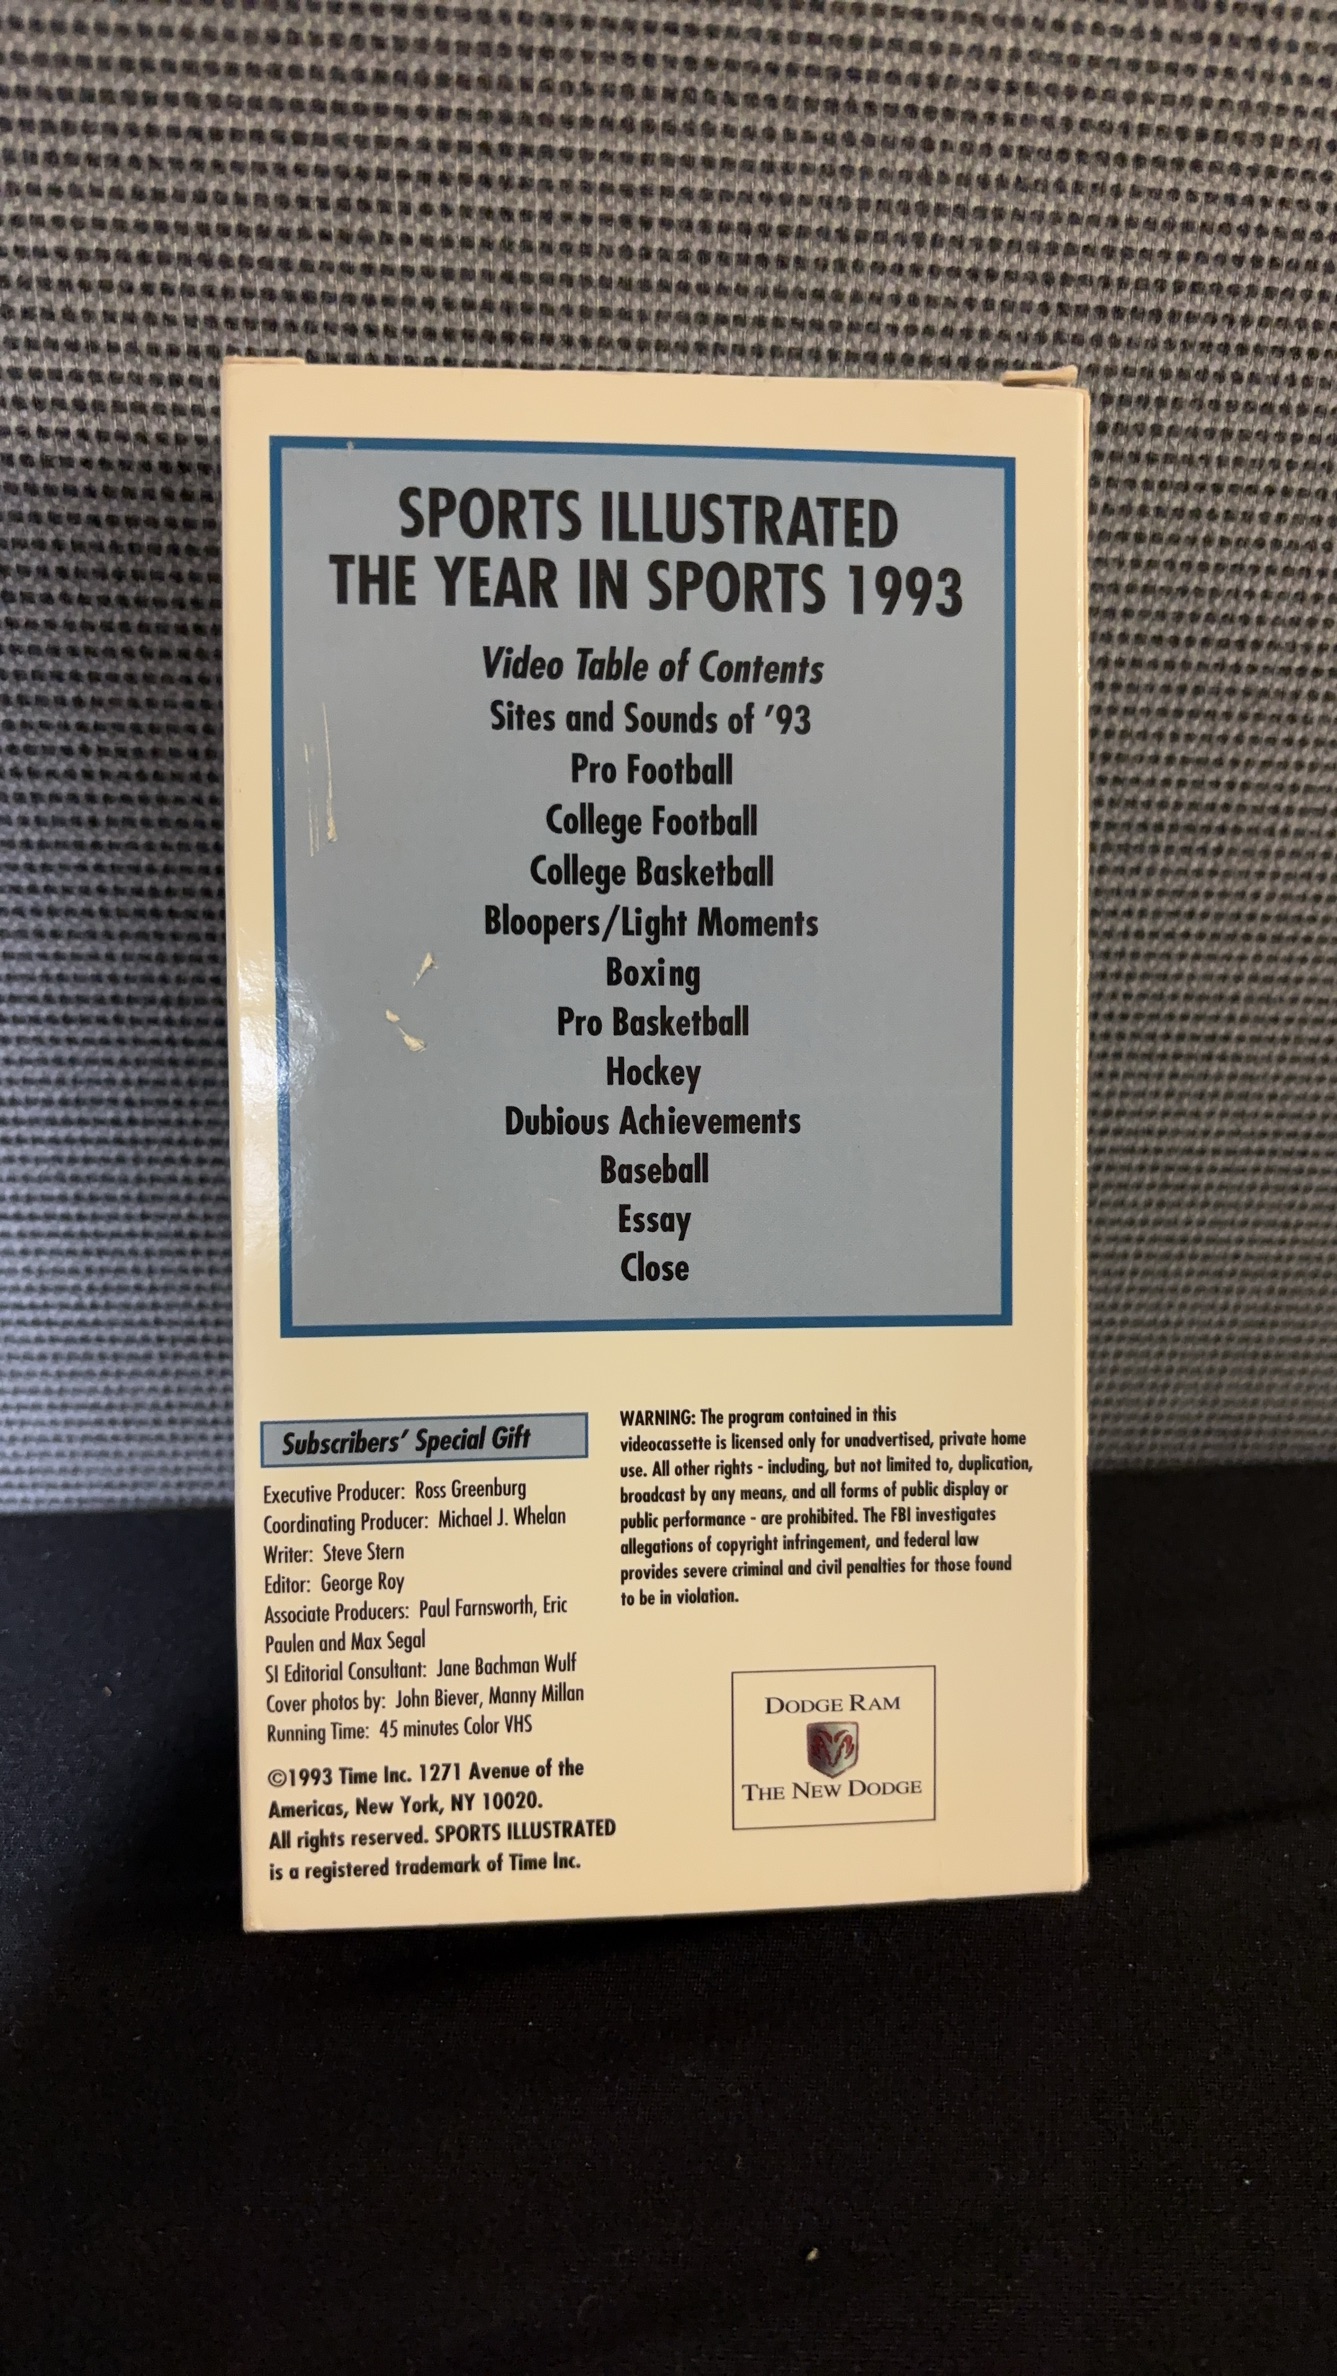 SPORTS ILLUSTRATED
THE YEAR IN SPORTS 1993
Video Table of Contents
Sites and Sounds of '93
Pro Football
College Football
College Basketball
Bloopers/Light Moments
Boxing
Pro Basketball
Hockey
Dubious Achievements
Baseball
Essay
Close
Subscribers' Special Gift
Executive Producer: Ross Greenburg
Coordinating Producer: Michael J. Whelan
Writer: Steve Stern
Editor: George Roy
Associate Producers: Paul Farnsworth, Eric
Paulen and Max Segal
SI Editorial Consultant: Jane Bachman Wulf
Cover photos by: John Biever, Manny Millan
Running Time: 45 minutes Color VHS
©1993 Time Inc. 1271 Avenue of the
Americas, New York, NY 10020.
All rights reserved. SPORTS ILLUSTRATED
is a registered trademark of Time Inc.
WARNING: The program contained in this
videocassette is licensed only for unadvertised, private home
use. All other rights - including, but not limited to, duplication,
broadcast by any means, and all forms of public display or
public performance - are prohibited. The FBI investigates
allegations of copyright infringement, and federal law
provides severe criminal and civil penalties for those found
to be in violation.
DODGE RAM
THE NEW DODGE